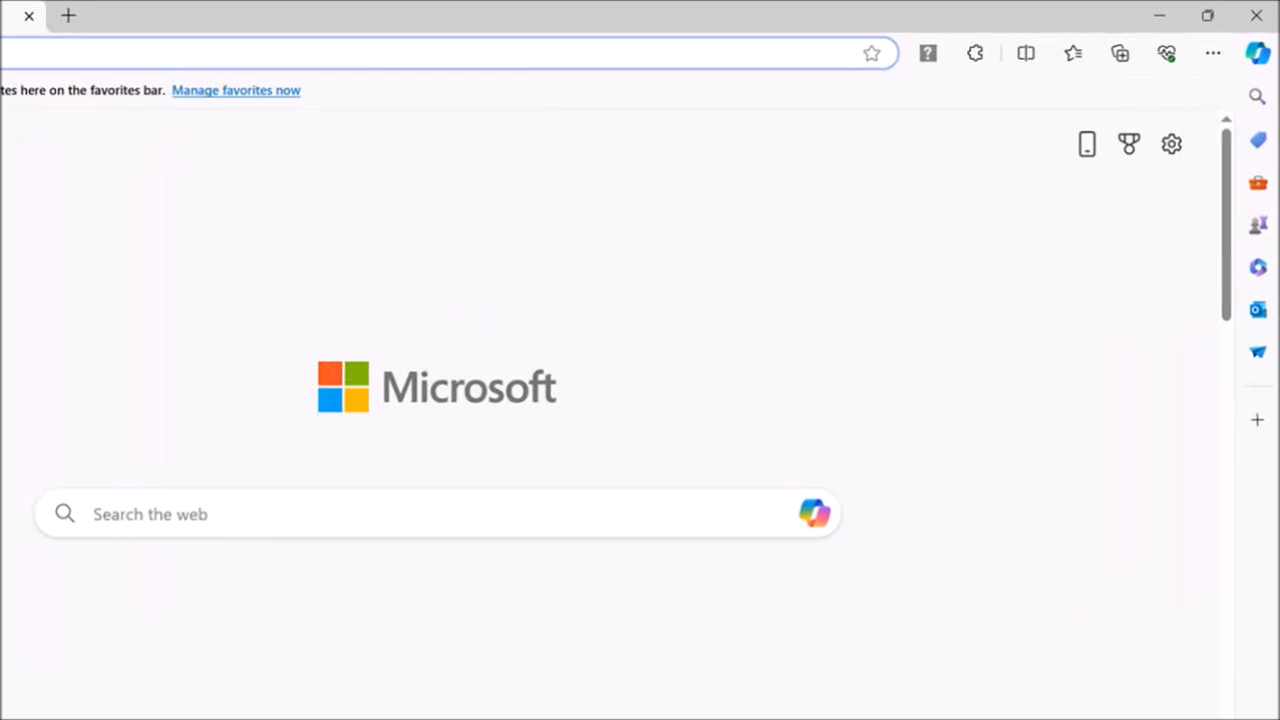 tes here on the favorites bar. Manage favorites now
Microsoft
Search the web